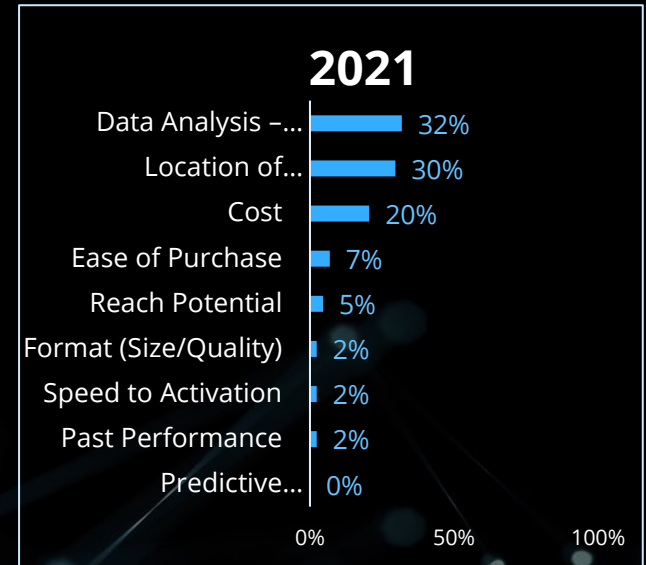 2021
Data Analysis –... 32%
Location of... 30%
Cost 20%
Ease of Purchase 7%
Reach Potential 5%
Format (Size/Quality) 2%
Speed to Activation 2%
Past Performance 2%
Predictive... 0%
0% 50% 100%